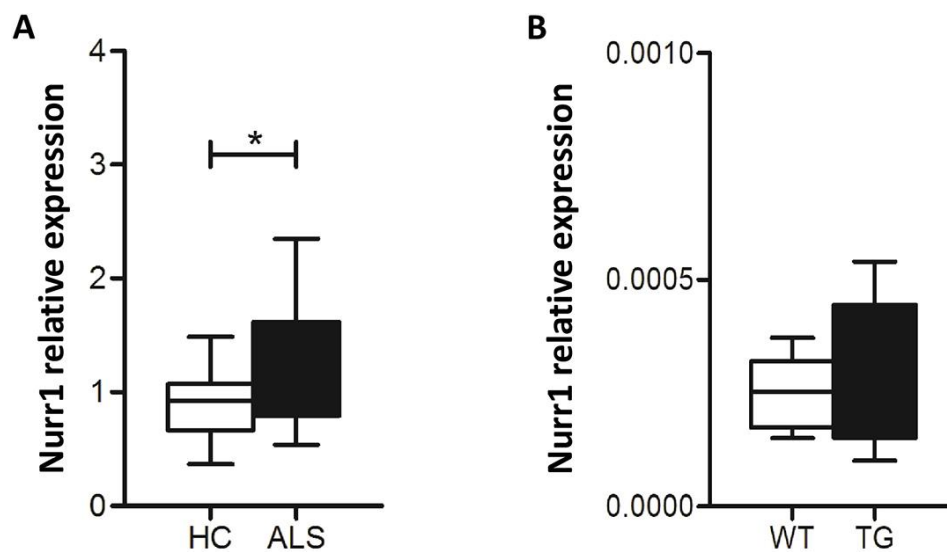 A
Nurr1 relative expression
4
3
2
1
0
*
HC ALS
B
Nurr1 relative expression
0.0010
0.0005
0.0000
WT TG